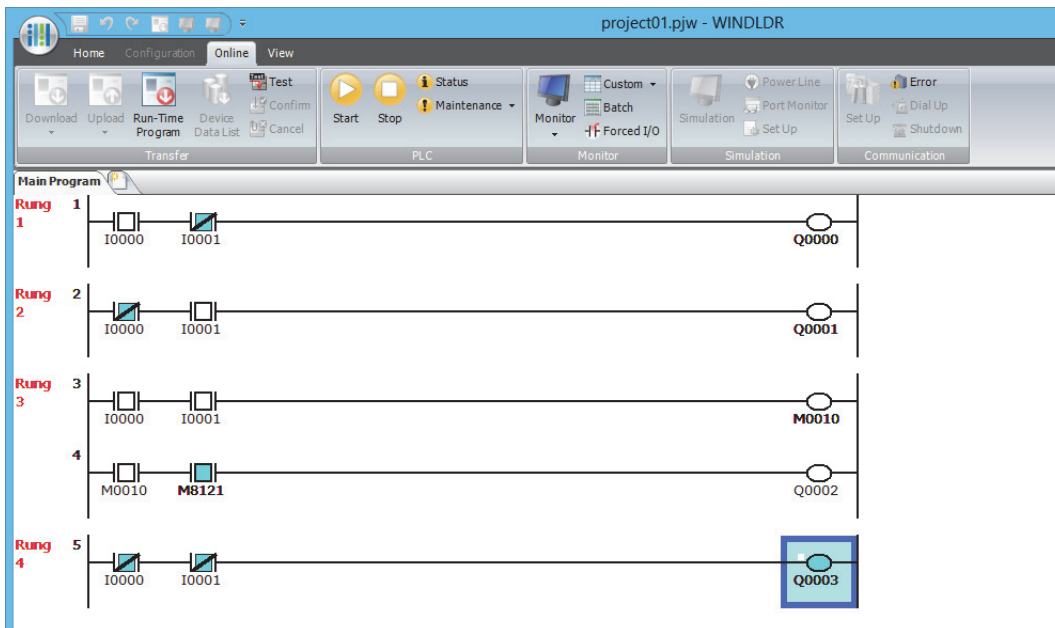 project01.pjw - WINDLDR
Home Configuration Online View
Download Upload Run-Time Program Device Data List Test Confirm Cancel
Transfer
Start Stop Status Maintenance
PLC
Monitor Custom Batch Forced I/O
Monitor
Simulation Power Line Port Monitor Set Up
Simulation
Set Up Error Dial Up Shutdown
Communication
Main Program
Rung 1 1
I0000 I0001 Q0000
Rung 2 2
I0000 I0001 Q0001
Rung 3 3
I0000 I0001 M0010
4
M0010 M8121 Q0002
Rung 4 5
I0000 I0001 Q0003